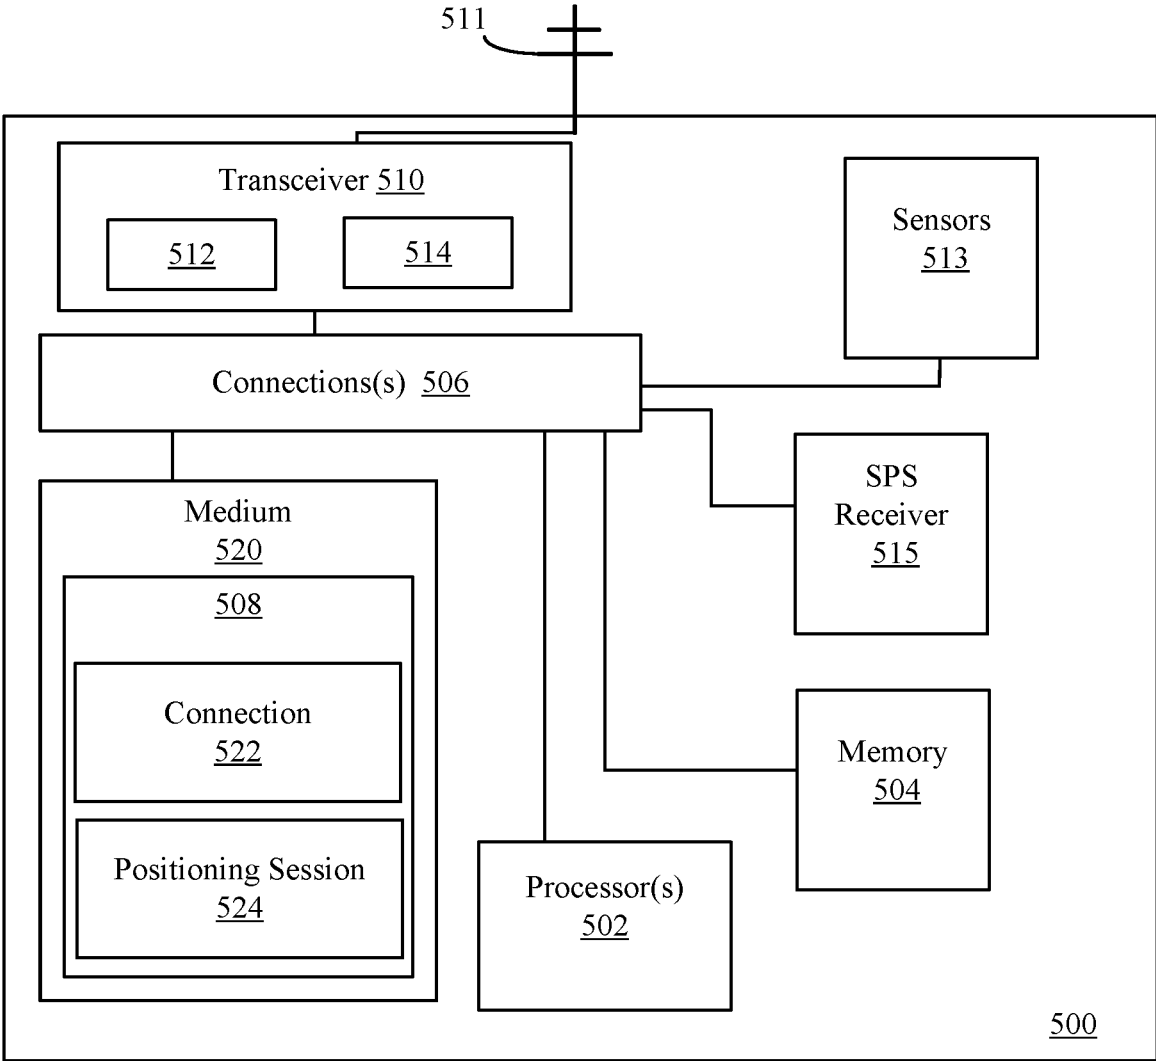 511
Transceiver 510
512
514
Sensors
513
Connections(s) 506
SPS
Receiver
515
Medium
520
508
Connection
522
Memory
504
Positioning Session
524
Processor(s)
502
500